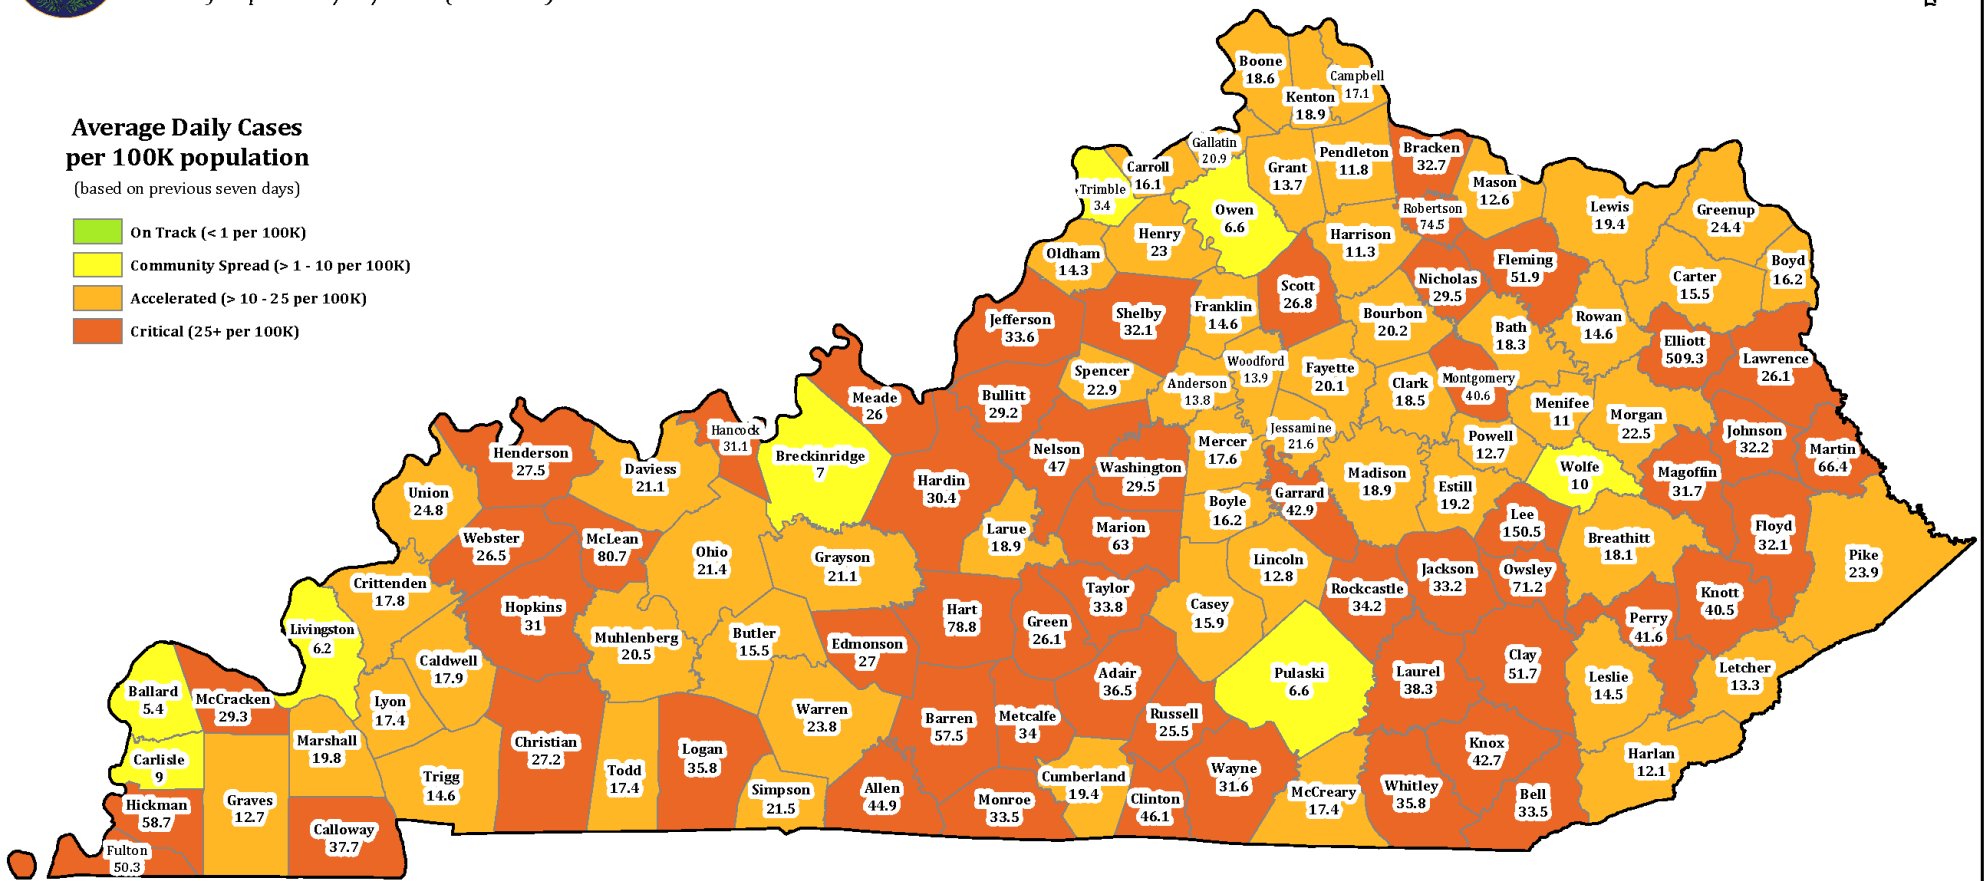 Average Daily Cases
per 100K population
(based on previous seven days)
On Track (< 1 per 100K)
Community Spread (> 1 - 10 per 100K)
Accelerated (> 10 - 25 per 100K)
Critical (25+ per 100K)
Boone
18.6
Kenton
18.9
Campbell
17.1
Gallatin
20.9
Carroll
16.1
Trimble
3.4
Grant
13.7
Pendleton
11.8
Bracken
32.7
Mason
12.6
Robertson
74.5
Lewis
19.4
Greenup
24.4
Owen
6.6
Henry
23
Oldham
14.3
Harrison
11.3
Nicholas
29.5
Fleming
51.9
Carter
15.5
Boyd
16.2
Scott
26.8
Jefferson
33.6
Shelby
32.1
Franklin
14.6
Bourbon
20.2
Bath
18.3
Rowan
14.6
Elliott
509.3
Lawrence
26.1
Spencer
22.9
Anderson
13.8
Woodford
13.9
Fayette
20.1
Clark
18.5
Montgomery
40.6
Menifee
11
Morgan
22.5
Johnson
32.2
Martin
66.4
Meade
26
Bullitt
29.2
Hancock
31.1
Breckinridge
7
Henderson
27.5
Daviess
21.1
Union
24.8
Hardin
30.4
Nelson
47
Washington
29.5
Mercer
17.6
Jessamine
21.6
Madison
18.9
Powell
12.7
Estill
19.2
Wolfe
10
Magoffin
31.7
Floyd
32.1
Pike
23.9
Boyle
16.2
Garrard
42.9
Lee
150.5
Breathitt
18.1
Webster
26.5
McLean
80.7
Ohio
21.4
Grayson
21.1
Larue
18.9
Marion
63
Lincoln
12.8
Rockcastle
34.2
Jackson
33.2
Owsley
71.2
Knott
40.5
Perry
41.6
Crittenden
17.8
Hopkins
31
Muhlenberg
20.5
Butler
15.5
Edmonson
27
Hart
78.8
Green
26.1
Taylor
33.8
Casey
15.9
Livingston
6.2
Caldwell
17.9
Lyon
17.4
Pulaski
6.6
Laurel
38.3
Clay
51.7
Leslie
14.5
Letcher
13.3
Ballard
5.4
McCracken
29.3
Adair
36.5
Russell
25.5
Warren
23.8
Barren
57.5
Metcalfe
34
Carlisle
9
Marshall
19.8
Trigg
14.6
Christian
27.2
Todd
17.4
Logan
35.8
Simpson
21.5
Allen
44.9
Monroe
33.5
Cumberland
19.4
Clinton
46.1
Wayne
31.6
McCreary
17.4
Whitley
35.8
Knox
42.7
Bell
33.5
Harlan
12.1
Hickman
58.7
Graves
12.7
Calloway
37.7
Fulton
50.3